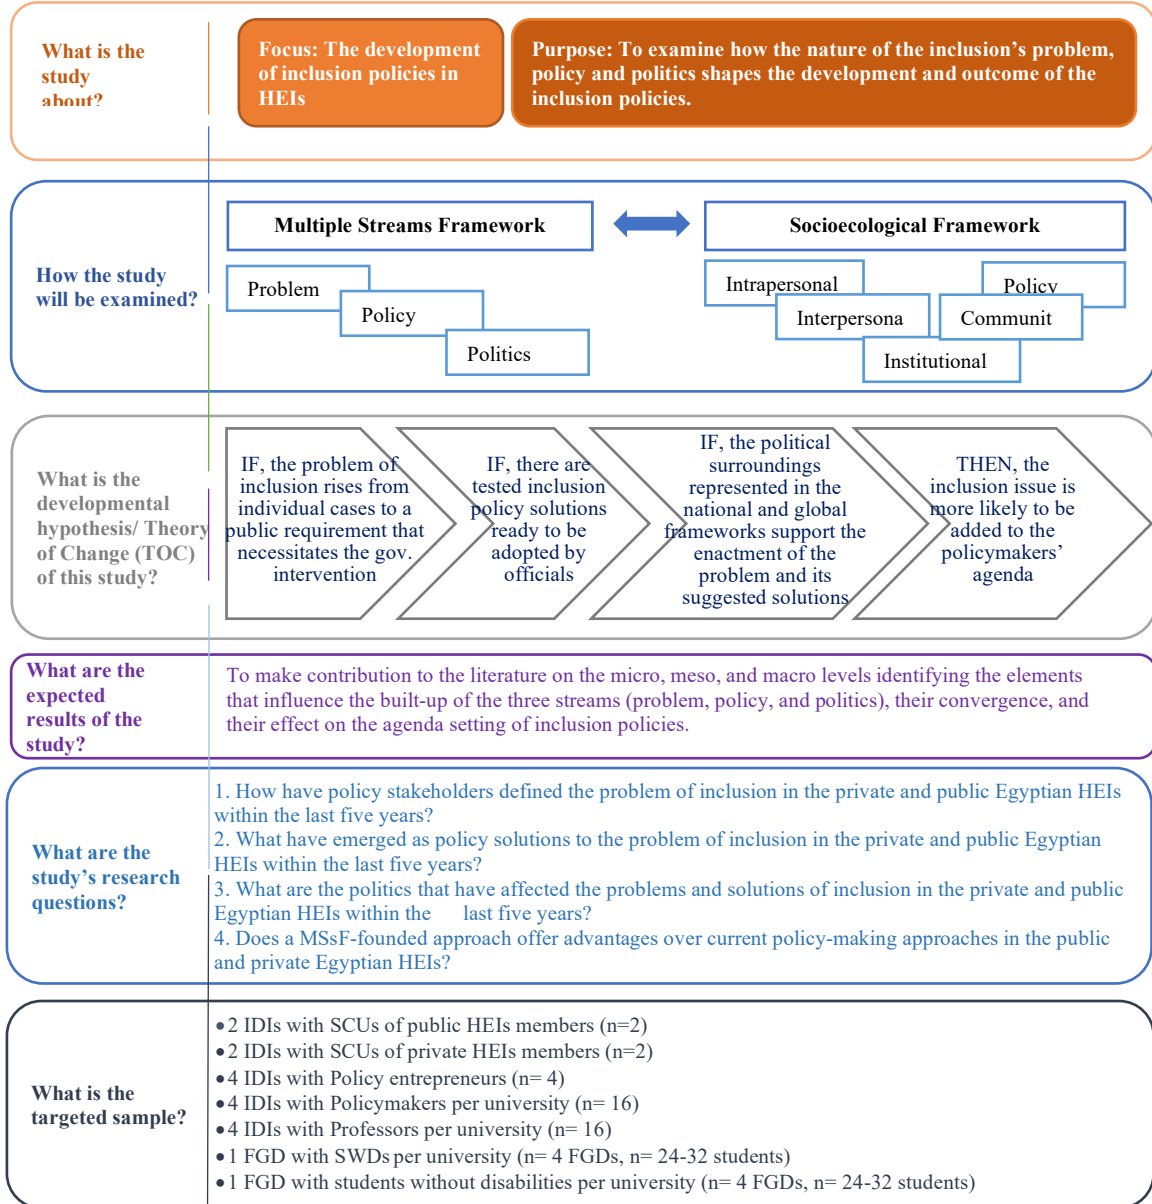 What is the
study
about?
Focus: The development
of inclusion policies in
HEIs
Purpose: To examine how the nature of the inclusion's problem,
policy and politics shapes the development and outcome of the
inclusion policies.
How the study
will be examined?
Multiple Streams Framework
Socioecological Framework
Problem
Policy
Politics
Intrapersonal
Interpersona
Institutional
Communit
Policy
What is the
developmental
hypothesis/ Theory
of Change (TOC)
of this study?
IF, the problem of
inclusion rises from
individual cases to a
public requirement that
necessitates the gov.
intervention
IF, there are
tested inclusion
policy solutions
ready to be
adopted by
officials
IF, the political
surroundings
represented in the
national and global
frameworks support the
enactment of the
problem and its
suggested solutions
THEN, the
inclusion issue is
more likely to be
added to the
policymakers'
agenda
What are the
expected
results of the
study?
To make contribution to the literature on the micro, meso, and macro levels identifying the elements
that influence the built-up of the three streams (problem, policy, and politics), their convergence, and
their effect on the agenda setting of inclusion policies.
What are the
study's research
questions?
1. How have policy stakeholders defined the problem of inclusion in the private and public Egyptian HEIs
within the last five years?
2. What have emerged as policy solutions to the problem of inclusion in the private and public Egyptian
HEIs within the last five years?
3. What are the politics that have affected the problems and solutions of inclusion in the private and public
Egyptian HEIs within the last five years?
4. Does a MSsF-founded approach offer advantages over current policy-making approaches in the public
and private Egyptian HEIs?
What is the
targeted sample?
•2 IDIs with SCUs of public HEIs members (n=2)
•2 IDIs with SCUs of private HEIs members (n=2)
•4 IDIs with Policy entrepreneurs (n= 4)
•4 IDIs with Policymakers per university (n= 16)
•4 IDIs with Professors per university (n= 16)
•1 FGD with SWDs per university (n= 4 FGDs, n= 24-32 students)
•1 FGD with students without disabilities per university (n= 4 FGDs, n= 24-32 students)